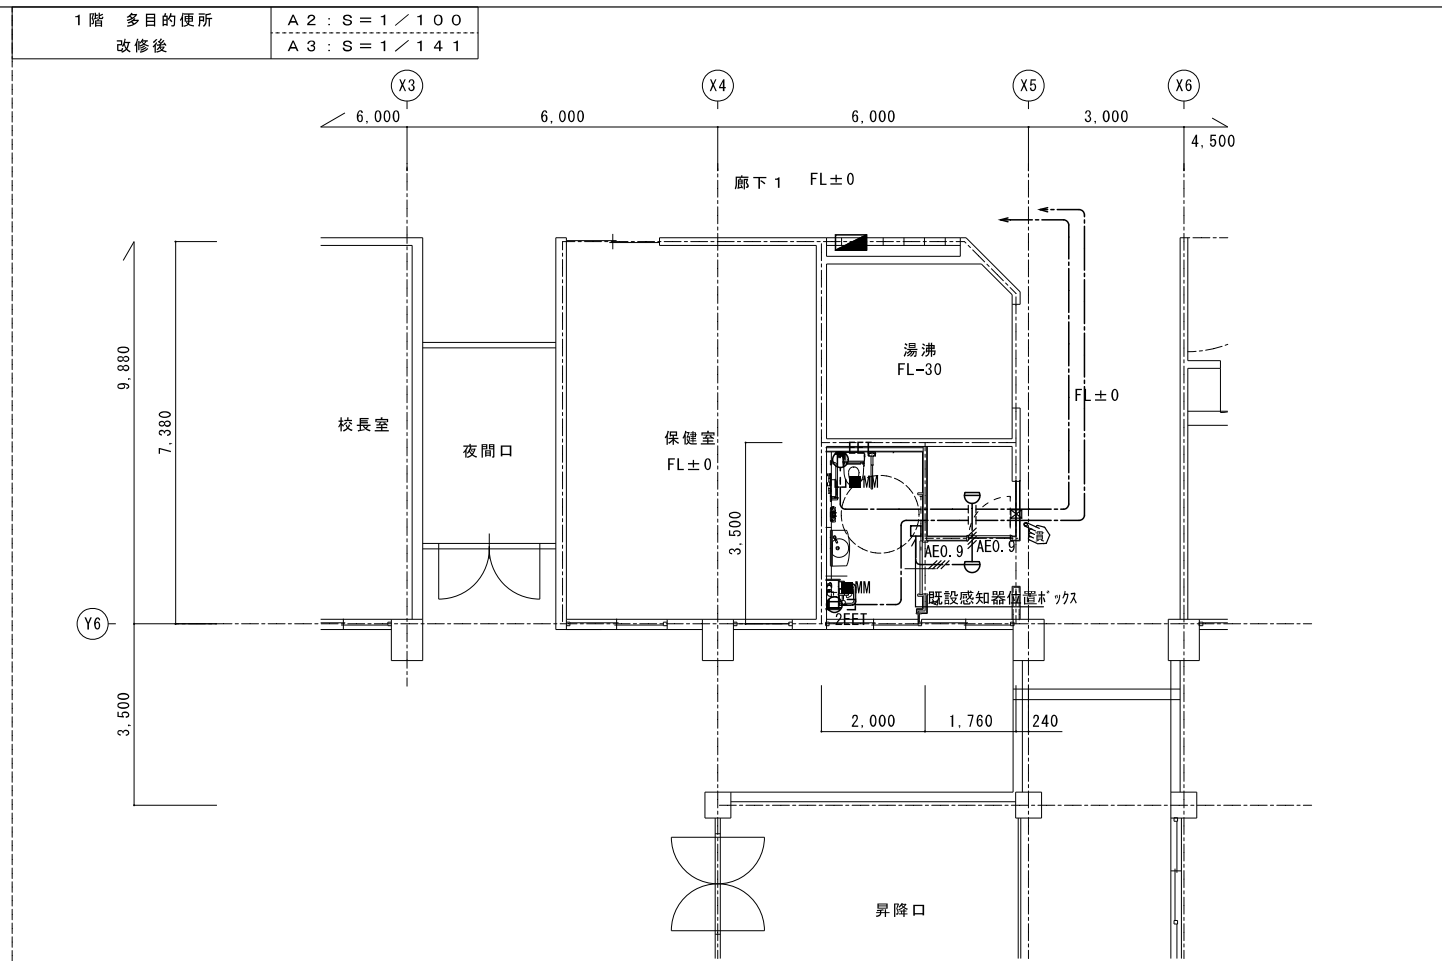 1階 多目的便所
改修後
A2:S=1/100
A3:S=1/141
X3
X4
X5
X6
6,000
6,000
6,000
3,000
4,500
廊下1 FL±0
9,880
7,380
湯沸
FL-30
FL±0
校長室
夜間口
保健室
FL±0
EET
MM
3,500
貫
AE0.9
AE0.9
MM
既設感知器位置ボックス
2EET
Y6
3,500
2,000
1,760
240
昇降口